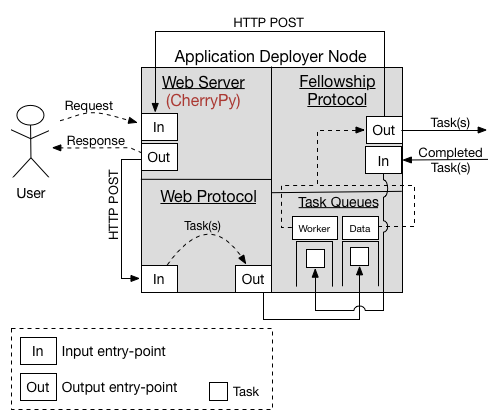 HTTP POST
Application Deployer Node
Web Server
(CherryPy)
Fellowship
Protocol
Request
In
Out
Task(s)
Response
Out
In
Completed
Task(s)
User
HTTP POST
Web Protocol
Task Queues
Task(s)
Worker
Data
In
Out
In
Input entry-point
Out
Output entry-point
Task